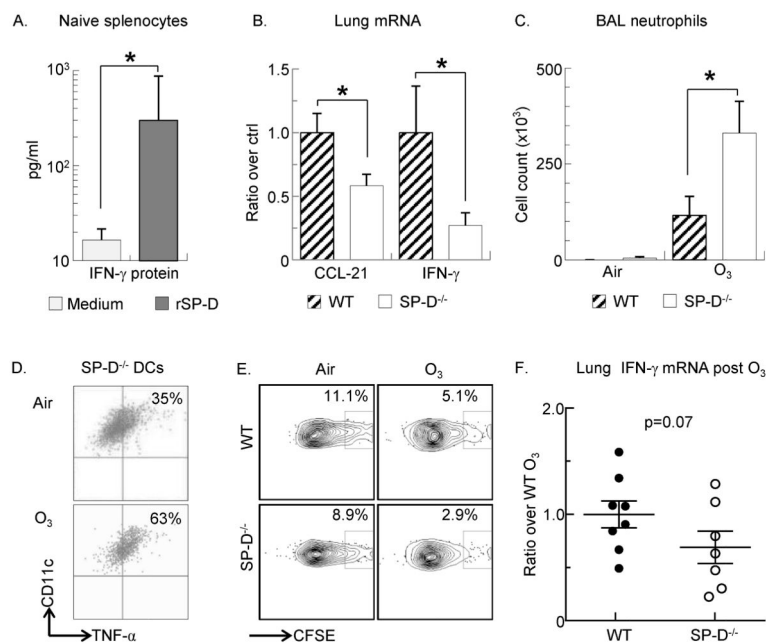 A. Naive splenocytes
10³
10²
10
pg/ml
*
IFN-γ protein
Medium rSP-D
B. Lung mRNA
1.5
1.0
0.5
0
Ratio over ctrl
* *
CCL-21 IFN-γ
WT SP-D⁻/⁻
C. BAL neutrophils
500
250
0
Cell count (x10³)
*
Air O₃
WT SP-D⁻/⁻
D. SP-D⁻/⁻ DCs
Air
35%
O₃
63%
CD11c
TNF-α
E. Air O₃
WT
11.1% 5.1%
SP-D⁻/⁻
8.9% 2.9%
CFSE
F. Lung IFN-γ mRNA post O₃
2.0
1.0
0
Ratio over WT O₃
p=0.07
WT SP-D⁻/⁻